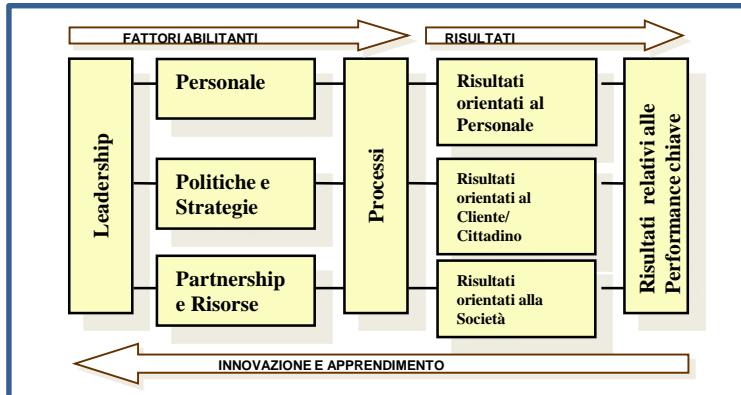 FATTORI ABILITANTI
RISULTATI
Leadership
Personale
Politiche e
Strategie
Partnership
e Risorse
Processi
Risultati
orientati al
Personale
Risultati
orientati al
Cliente/
Cittadino
Risultati
orientati alla
Società
Risultati relativi alle
Performance chiave
INNOVAZIONE E APPRENDIMENTO